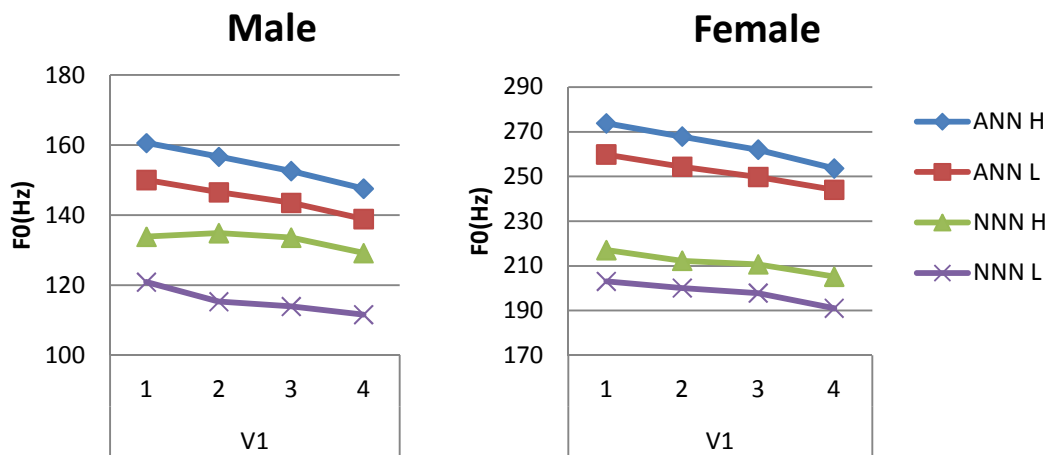 Male
F0(Hz)
180
160
140
120
100
1 2 3 4
V1
Female
F0(Hz)
290
270
250
230
210
190
170
1 2 3 4
V1
ANN H
ANN L
NNN H
NNN L